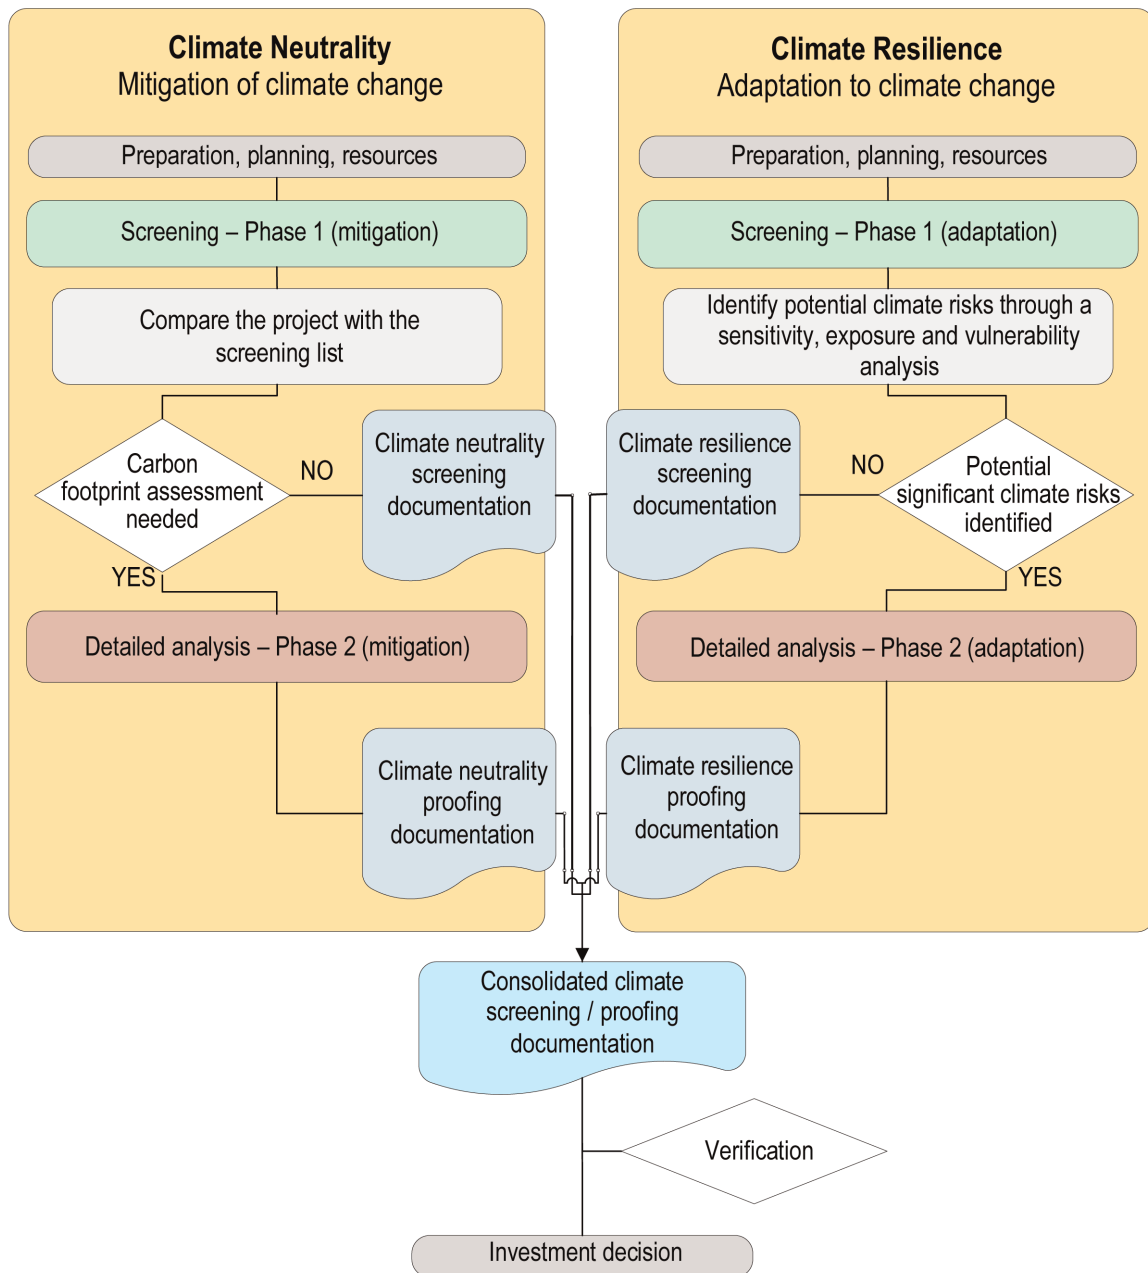 Climate Neutrality
Mitigation of climate change
Preparation, planning, resources
Screening – Phase 1 (mitigation)
Compare the project with the
screening list
Carbon
footprint assessment
needed
NO
YES
Climate neutrality
screening
documentation
Detailed analysis – Phase 2 (mitigation)
Climate neutrality
proofing
documentation
Climate Resilience
Adaptation to climate change
Preparation, planning, resources
Screening – Phase 1 (adaptation)
Identify potential climate risks through a
sensitivity, exposure and vulnerability
analysis
Potential
significant climate risks
identified
NO
YES
Climate resilience
screening
documentation
Detailed analysis – Phase 2 (adaptation)
Climate resilience
proofing
documentation
Consolidated climate
screening / proofing
documentation
Verification
Investment decision